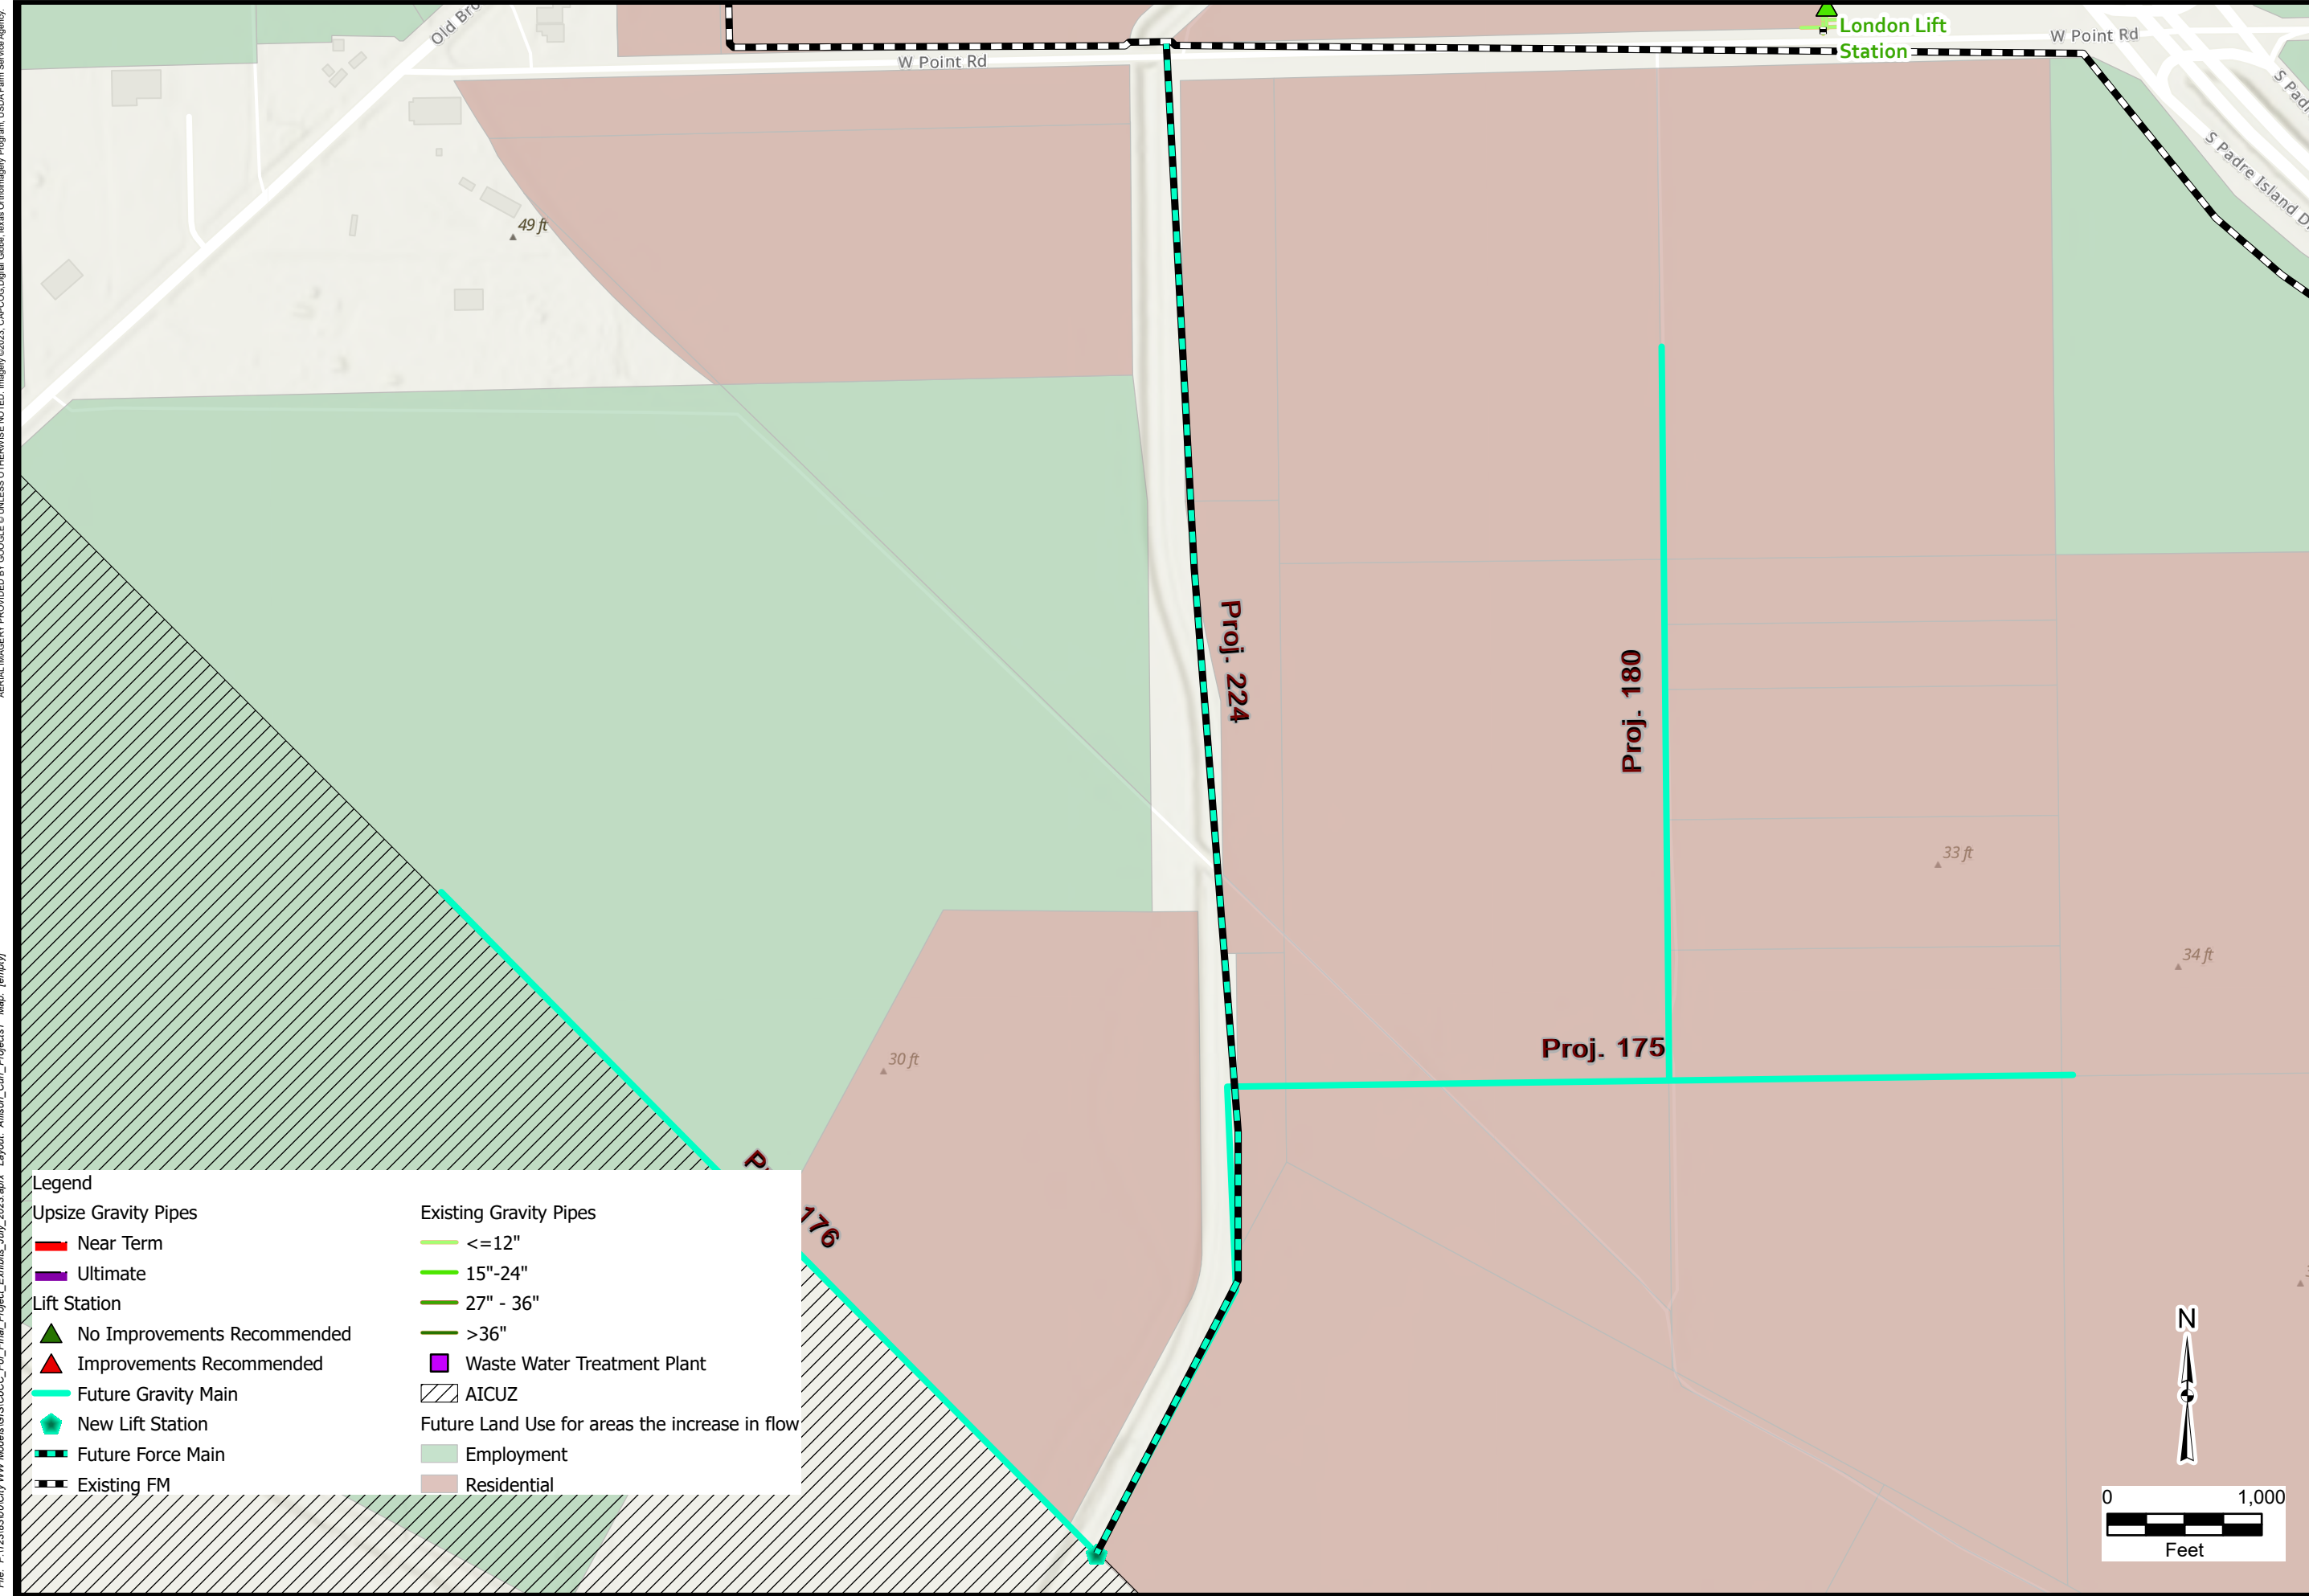 Old Bro
W Point Rd
London Lift
Station
W Point Rd
S Padre Island D
49 ft
Proj. 224
Proj. 180
33 ft
34 ft
30 ft
Proj. 175
176
Legend
Upsize Gravity Pipes
Near Term
Ultimate
Lift Station
No Improvements Recommended
Improvements Recommended
Future Gravity Main
New Lift Station
Future Force Main
Existing FM
Existing Gravity Pipes
<=12"
15"-24"
27" - 36"
>36"
Waste Water Treatment Plant
AICUZ
Future Land Use for areas the increase in flow
Employment
Residential
N
0 1,000
Feet